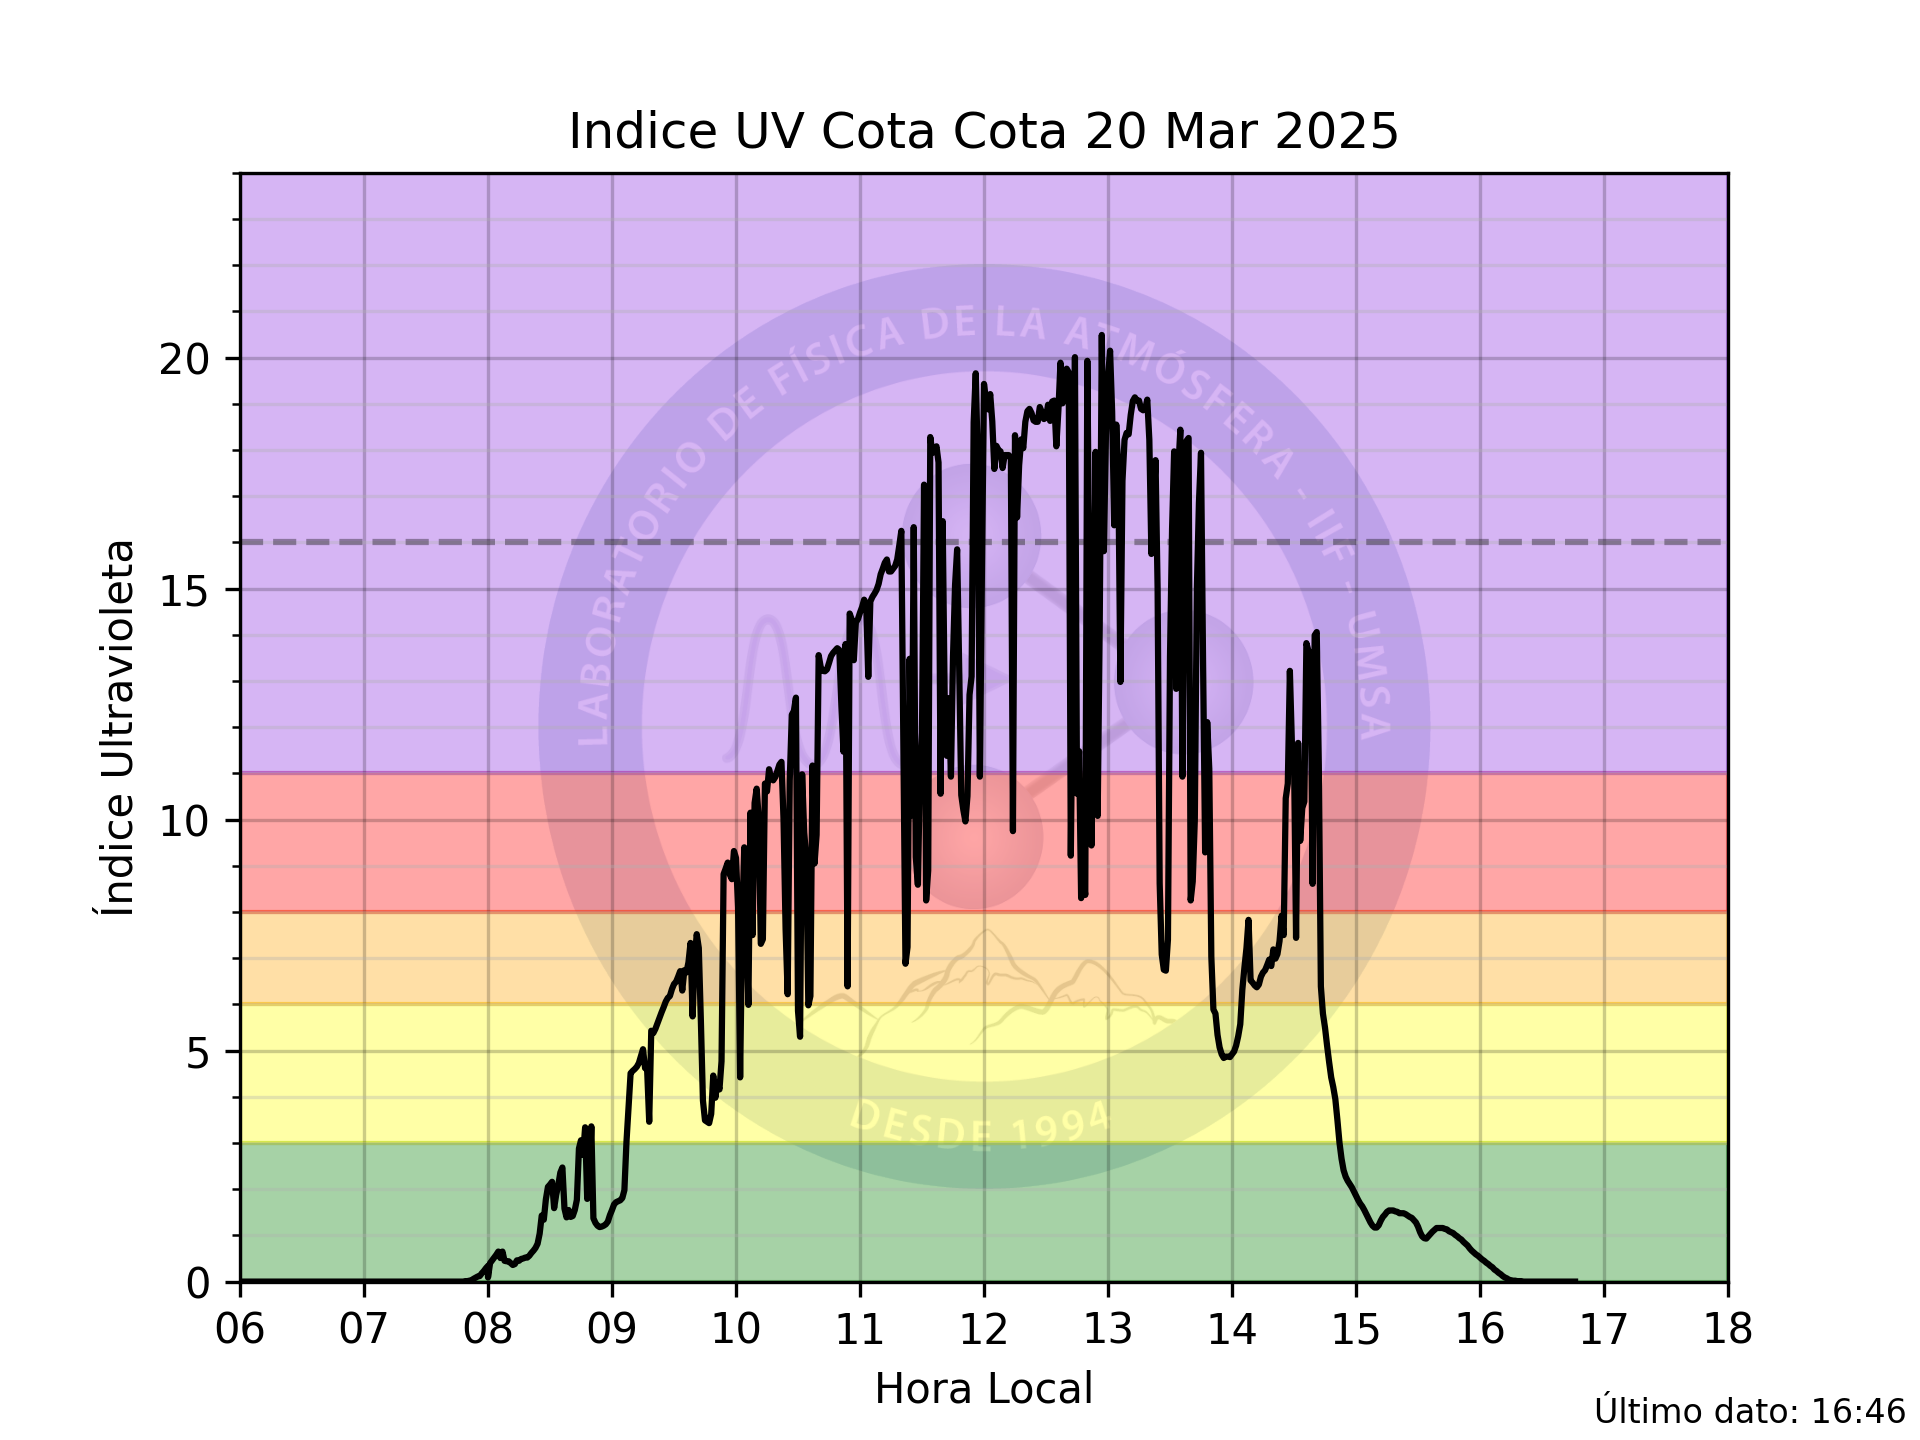 Indice UV Cota Cota 20 Mar 2025
LABORATORIO DE FÍSICA DE LA ATMÓSFERA - IIF - UMSA
DESDE 1994
Índice Ultravioleta
20
15
10
5
0
06 07 08 09 10 11 12 13 14 15 16 17 18
Hora Local
Último dato: 16:46